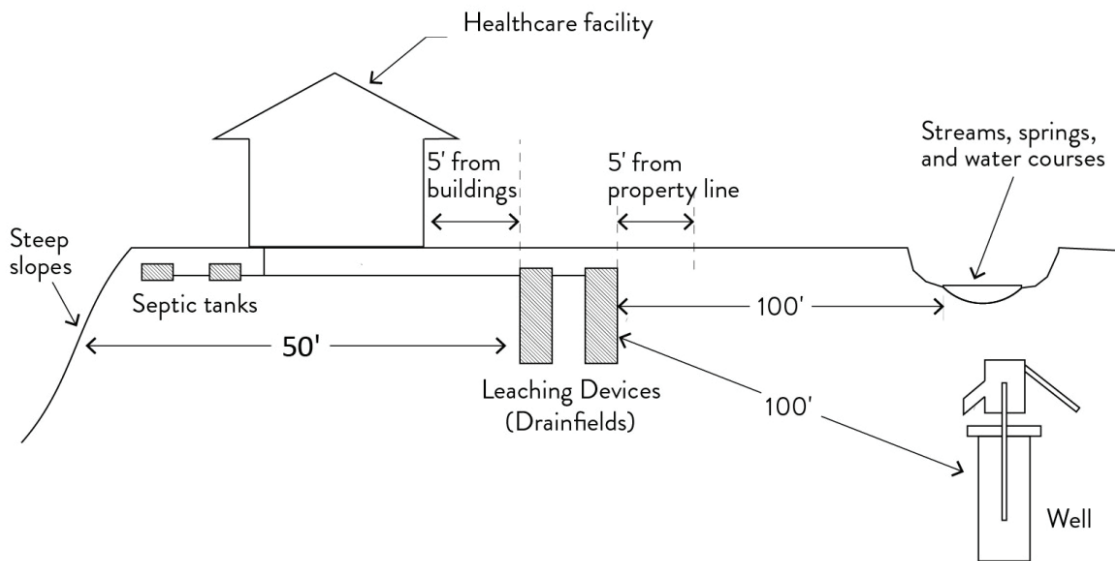 Healthcare facility
5' from
buildings
5' from
property line
Streams, springs,
and water courses
Steep
slopes
Septic tanks
50'
100'
Leaching Devices
(Drainfields)
100'
Well